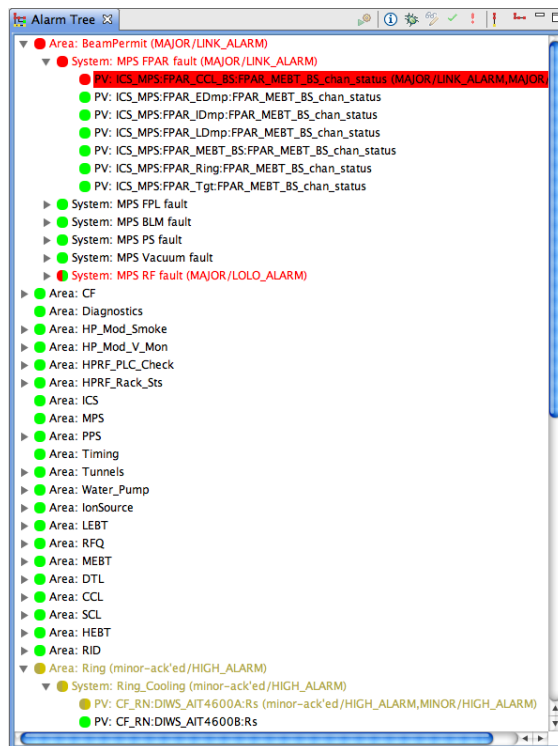 Alarm Tree
Area: BeamPermit (MAJOR/LINK_ALARM)
System: MPS FPAR fault (MAJOR/LINK_ALARM)
PV: ICS_MPS:FPAR_CCL_BS:FPAR_MEBT_BS_chan_status (MAJOR/LINK_ALARM,MAJOR/
PV: ICS_MPS:FPAR_EDmp:FPAR_MEBT_BS_chan_status
PV: ICS_MPS:FPAR_IDmp:FPAR_MEBT_BS_chan_status
PV: ICS_MPS:FPAR_LDmp:FPAR_MEBT_BS_chan_status
PV: ICS_MPS:FPAR_MEBT_BS:FPAR_MEBT_BS_chan_status
PV: ICS_MPS:FPAR_Ring:FPAR_MEBT_BS_chan_status
PV: ICS_MPS:FPAR_Tgt:FPAR_MEBT_BS_chan_status
System: MPS FPL fault
System: MPS BLM fault
System: MPS PS fault
System: MPS Vacuum fault
System: MPS RF fault (MAJOR/LOLO_ALARM)
Area: CF
Area: Diagnostics
Area: HP_Mod_Smoke
Area: HP_Mod_V_Mon
Area: HPRF_PLC_Check
Area: HPRF_Rack_Sts
Area: ICS
Area: MPS
Area: PPS
Area: Timing
Area: Tunnels
Area: Water_Pump
Area: IonSource
Area: LEBT
Area: RFQ
Area: MEBT
Area: DTL
Area: CCL
Area: SCL
Area: HEBT
Area: RID
Area: Ring (minor-ack'ed/HIGH_ALARM)
System: Ring_Cooling (minor-ack'ed/HIGH_ALARM)
PV: CF_RN:DIWS_AIT4600A:Rs (minor-ack'ed/HIGH_ALARM,MINOR/HIGH_ALARM)
PV: CF_RN:DIWS_AIT4600B:Rs